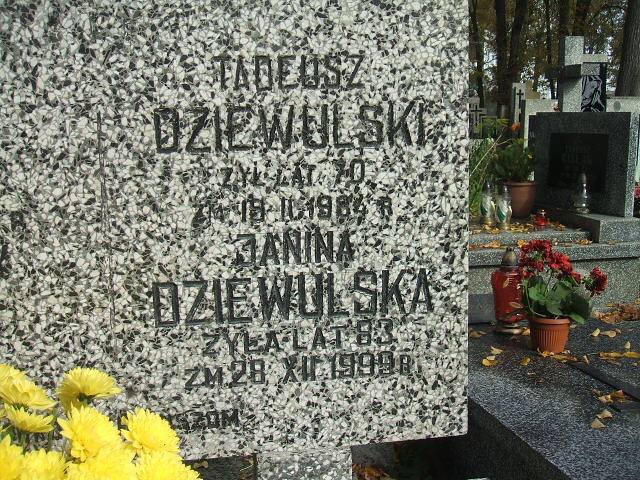 TADEUSZ
DZIEWULSKI
ŻYŁ LAT 70
ZM 18 II 1984 R
JANINA
DZIEWULSKA
ŻYŁA LAT 83
ZM 28 XII 1999 R